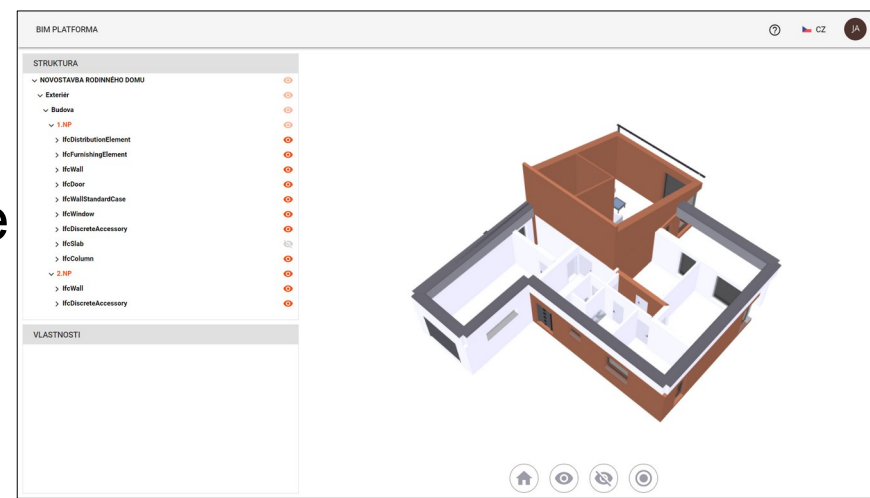 BIM PLATFORMA
CZ
JA
STRUKTURA
NOVOSTAVBA RODINNÉHO DOMU
Exteriér
Budova
1.NP
IfcDistributionElement
IfcFurnishingElement
IfcWall
IfcDoor
IfcWallStandardCase
IfcWindow
IfcDiscreteAccessory
IfcSlab
IfcColumn
2.NP
IfcWall
IfcDiscreteAccessory
VLASTNOSTI
e